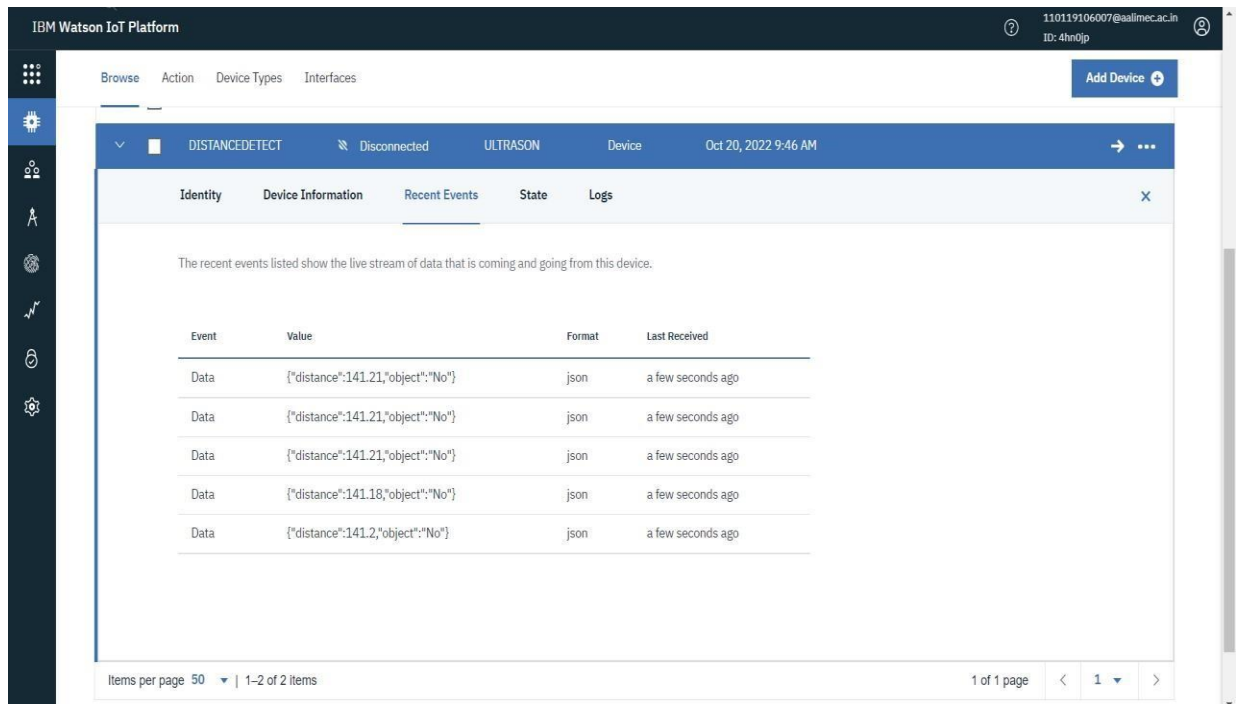 IBM Watson IoT Platform
110119106007@aalimec.ac.in
ID: 4hn0jp
Browse Action Device Types Interfaces
Add Device
DISTANCEDETECT Disconnected ULTRASON Device Oct 20, 2022 9:46 AM
Identity Device Information Recent Events State Logs
The recent events listed show the live stream of data that is coming and going from this device.
Event Value Format Last Received
Data {"distance":141.21,"object":"No"} json a few seconds ago
Data {"distance":141.21,"object":"No"} json a few seconds ago
Data {"distance":141.21,"object":"No"} json a few seconds ago
Data {"distance":141.18,"object":"No"} json a few seconds ago
Data {"distance":141.2,"object":"No"} json a few seconds ago
Items per page 50 | 1–2 of 2 items 1 of 1 page 1